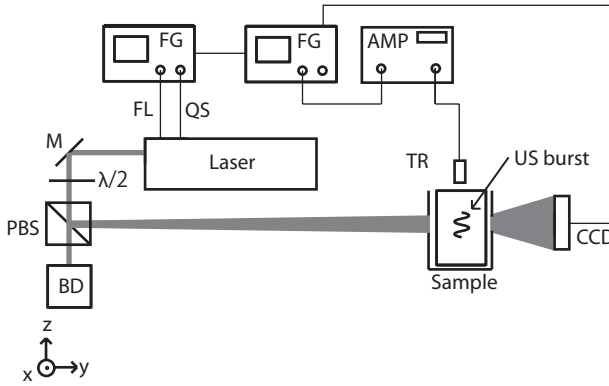 FG
FG
AMP
FL
QS
M
Laser
λ/2
TR
US burst
PBS
CCD
BD
Sample
z
x
y